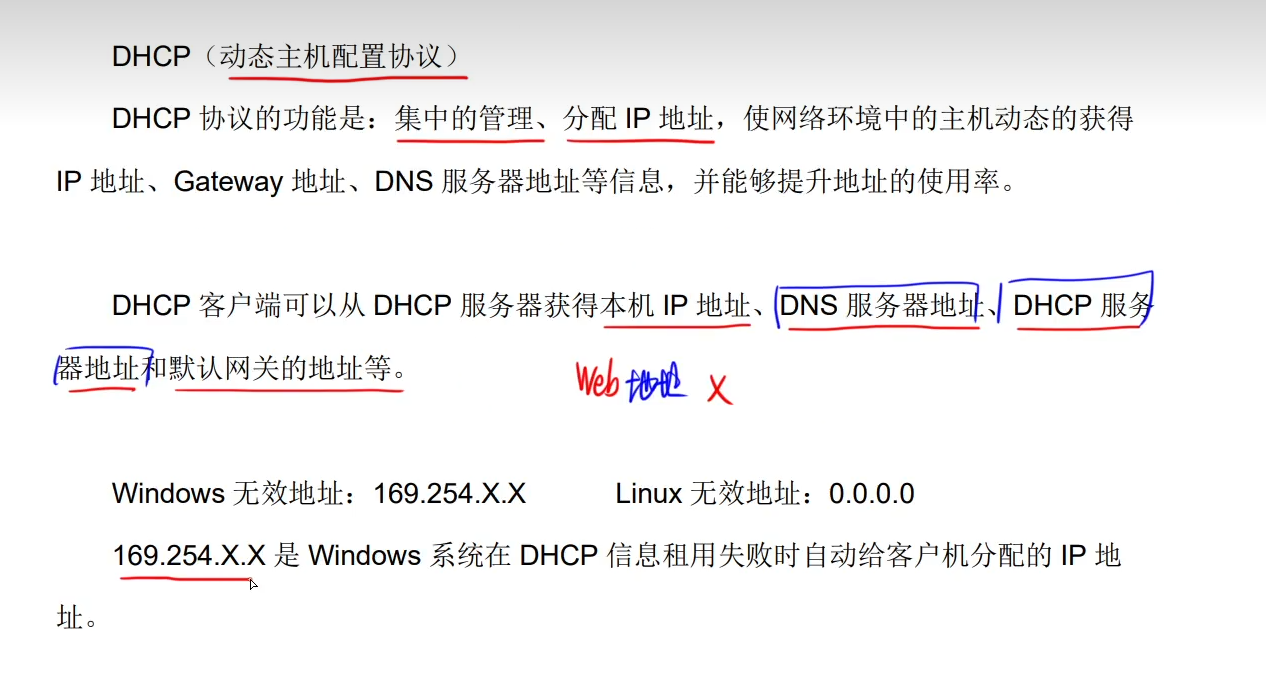 DHCP（动态主机配置协议）
DHCP 协议的功能是：集中的管理、分配 IP 地址，使网络环境中的主机动态的获得
IP 地址、Gateway 地址、DNS 服务器地址等信息，并能够提升地址的使用率。
DHCP 客户端可以从 DHCP 服务器获得本机 IP 地址、DNS 服务器地址、DHCP 服务
器地址和默认网关的地址等。
Web 地址 X
Windows 无效地址：169.254.X.X Linux 无效地址：0.0.0.0
169.254.X.X 是 Windows 系统在 DHCP 信息租用失败时自动给客户机分配的 IP 地
址。